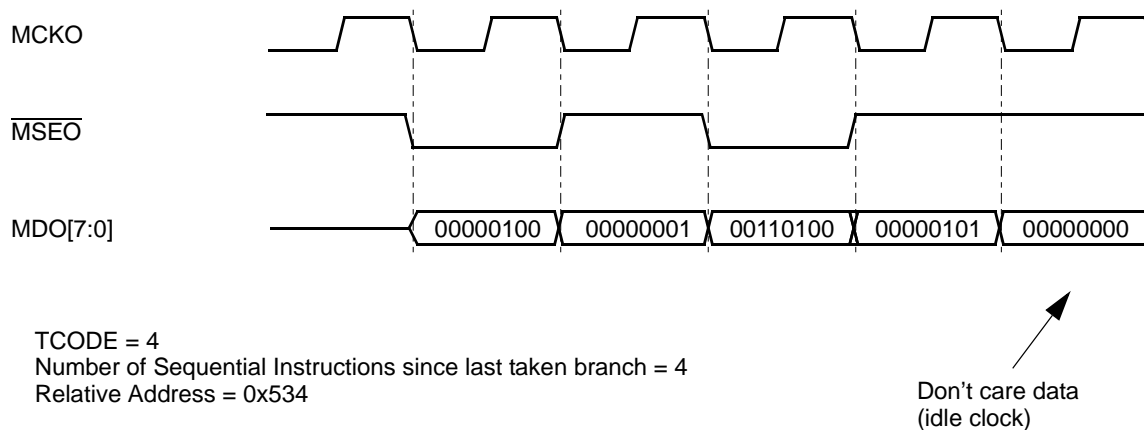 MCKO
MSEO
MDO[7:0]
00000100 00000001 00110100 00000101 00000000
TCODE = 4
Number of Sequential Instructions since last taken branch = 4
Relative Address = 0x534
Don't care data
(idle clock)